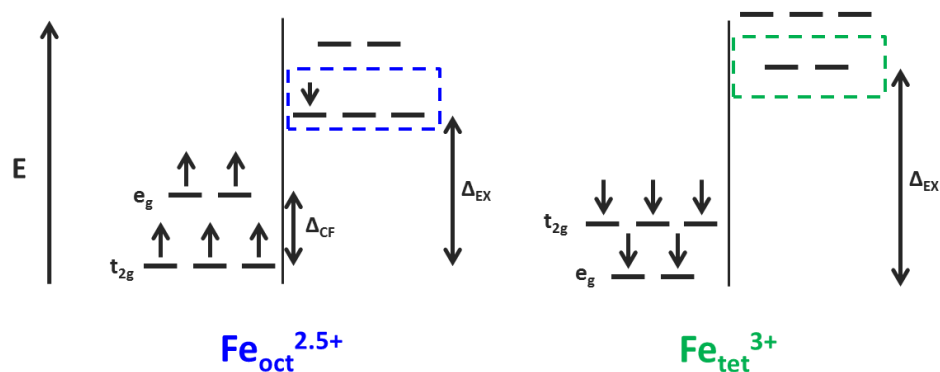 E
e_g
t_2g
Δ_CF
Δ_EX
t_2g
e_g
Δ_EX
Fe_oct^2.5+
Fe_tet^3+